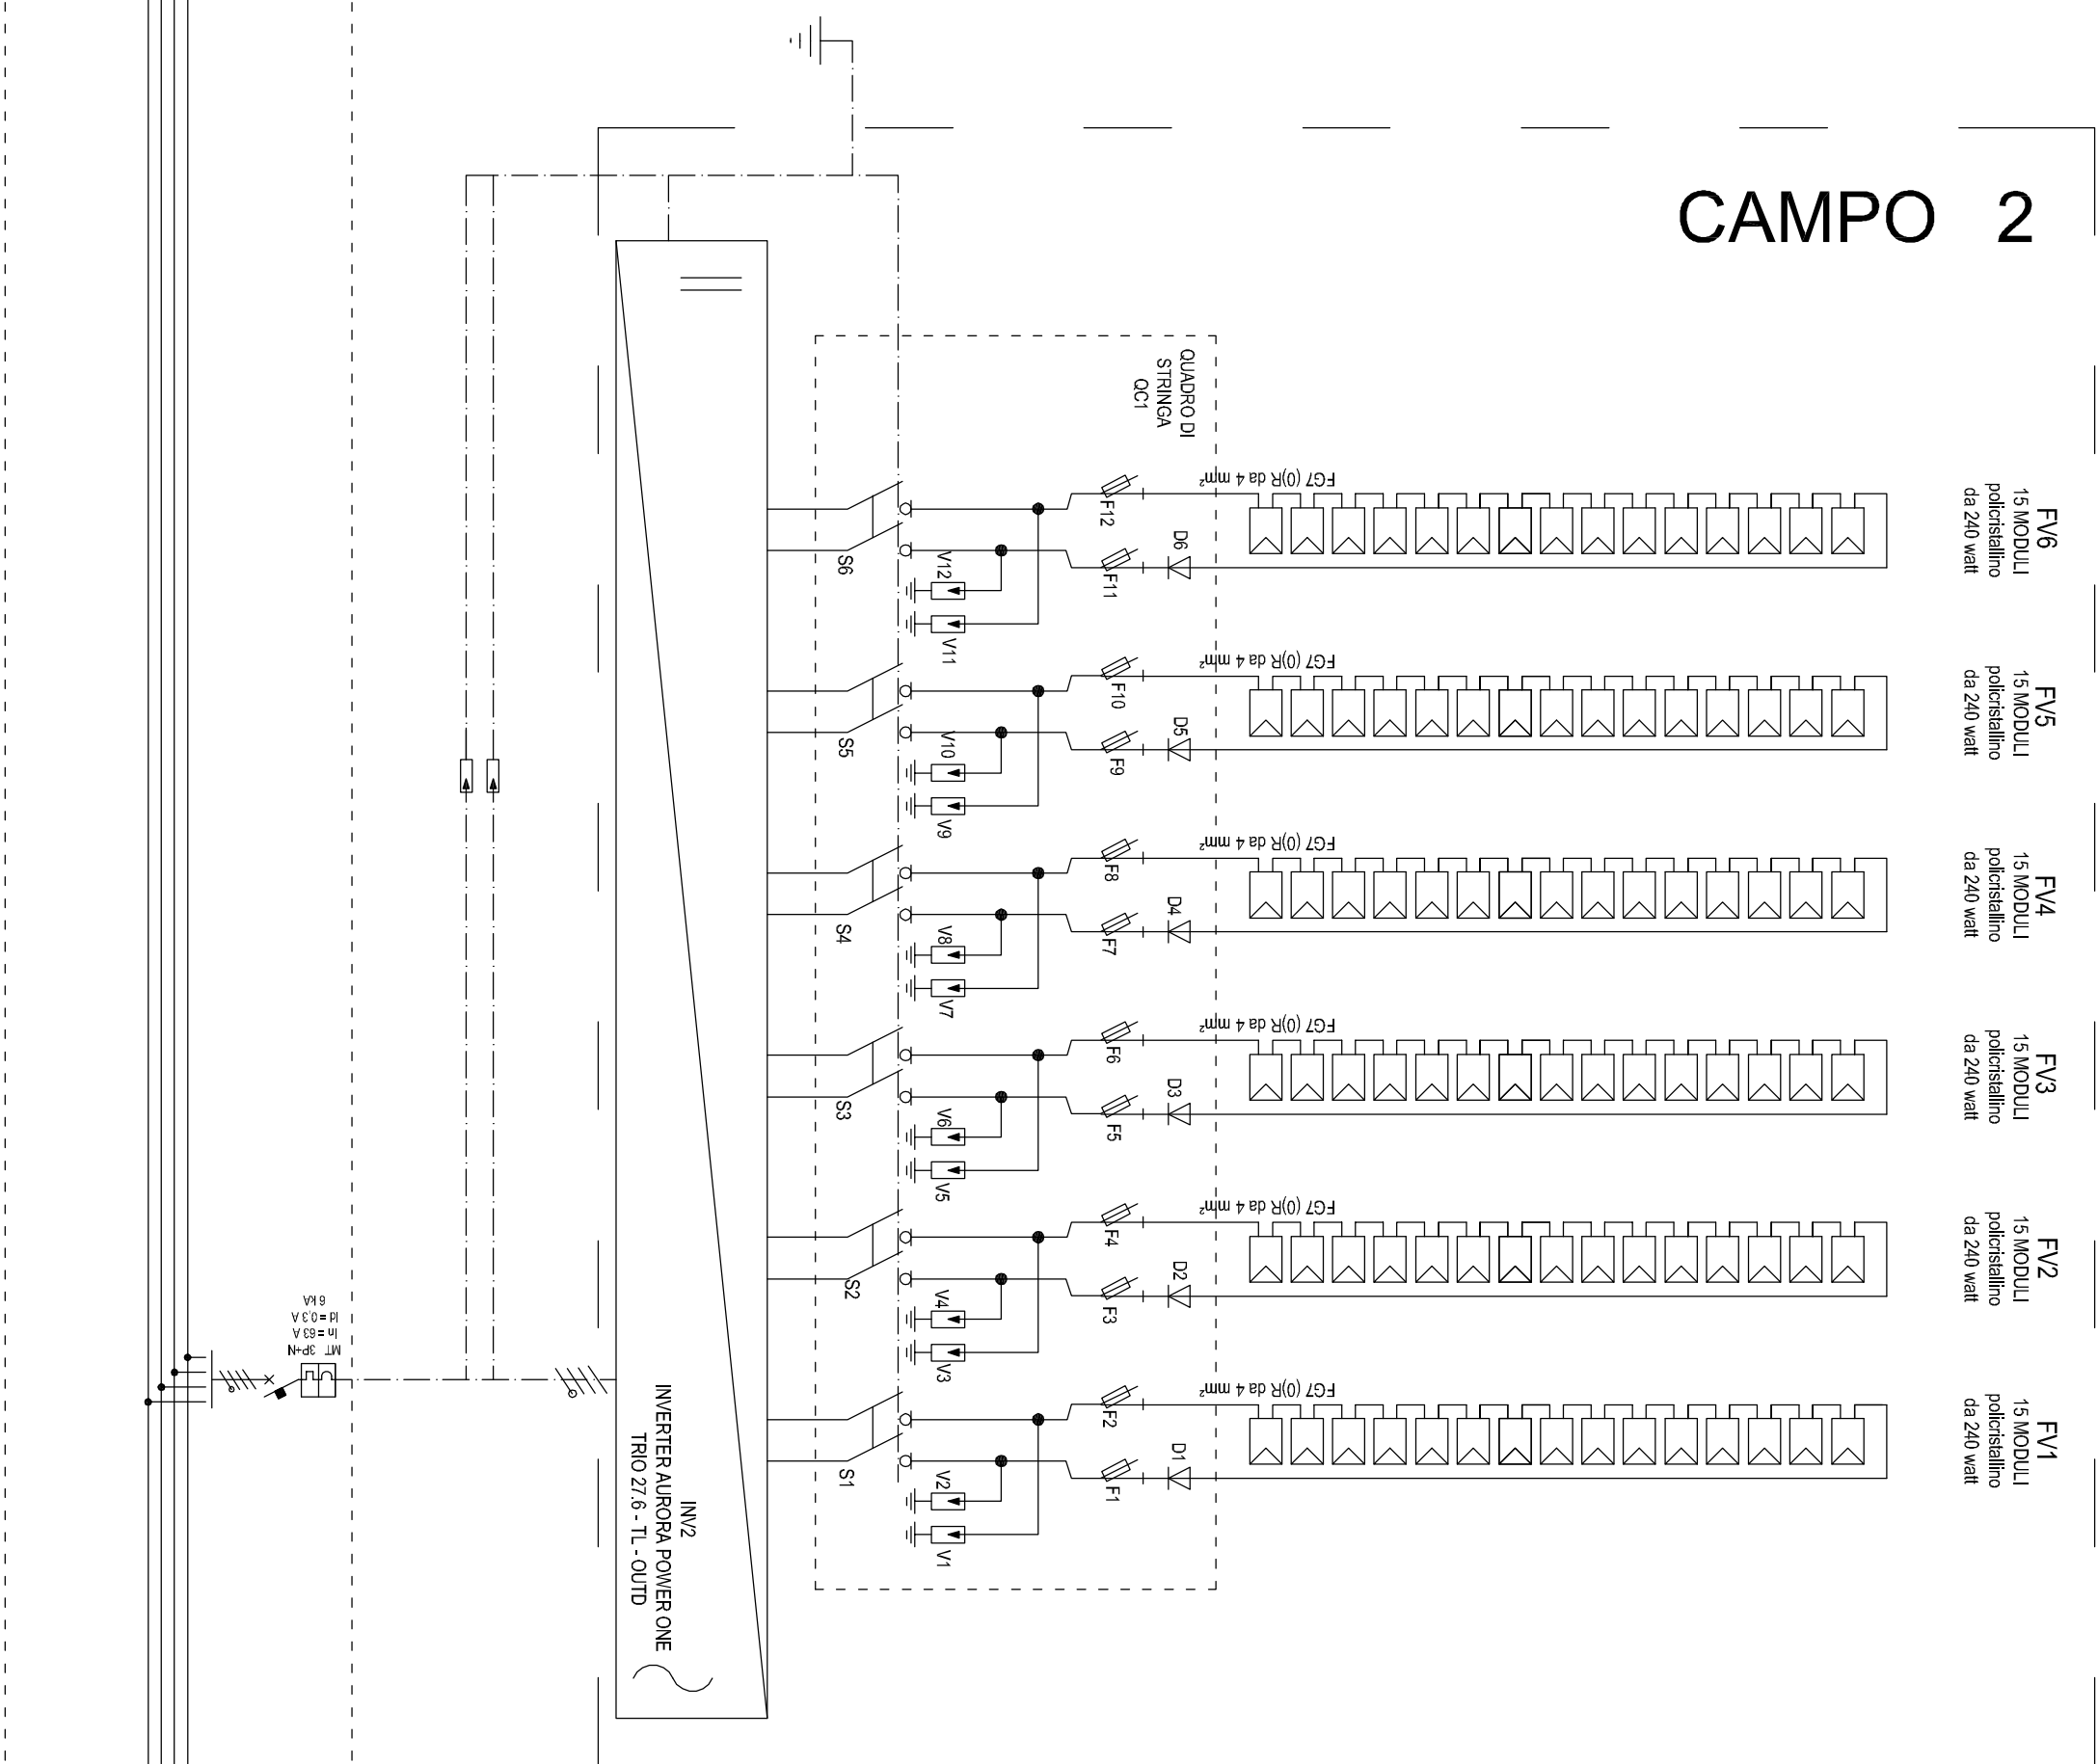 CAMPO 2
QUADRO DI
STRINGA
QC1
FV6
15 MODULI
policristallino
da 240 watt
FG7 (0)R da 4 mm²
F12
D6
F11
S6
V12
V11
FV5
15 MODULI
policristallino
da 240 watt
FG7 (0)R da 4 mm²
F10
D5
F9
S5
V10
V9
FV4
15 MODULI
policristallino
da 240 watt
FG7 (0)R da 4 mm²
F8
D4
F7
S4
V8
V7
FV3
15 MODULI
policristallino
da 240 watt
FG7 (0)R da 4 mm²
F6
D3
F5
S3
V6
V5
FV2
15 MODULI
policristallino
da 240 watt
FG7 (0)R da 4 mm²
F4
D2
F3
S2
V4
V3
FV1
15 MODULI
policristallino
da 240 watt
FG7 (0)R da 4 mm²
F2
D1
F1
S1
V2
V1
INV2
INVERTER AURORA POWER ONE
TRIO 27.6 - TL - OUTD
MT 3P+N
In = 63 A
Id = 0,3 A
6 kA